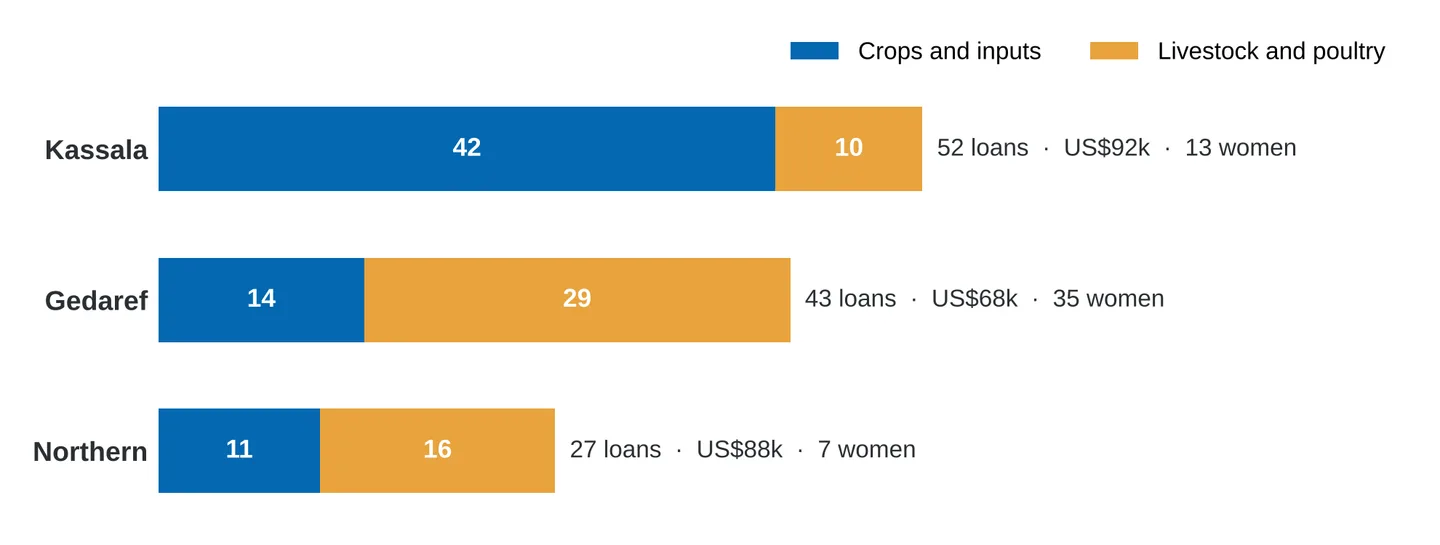 Crops and inputs Livestock and poultry
Kassala 42 10 52 loans · US$92k · 13 women
Gedaref 14 29 43 loans · US$68k · 35 women
Northern 11 16 27 loans · US$88k · 7 women